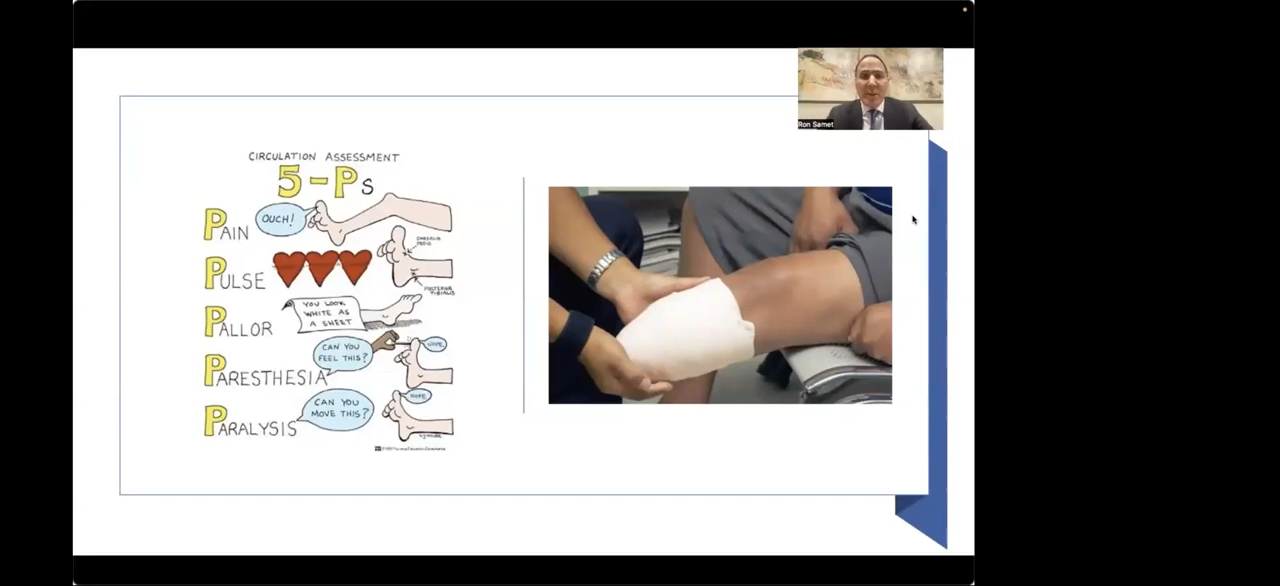 Ron Samet
CIRCULATION ASSESSMENT
5-Ps
PAIN
OUCH!
PULSE
DORSALIS
PEDIS
POSTERIOR
TIBIALIS
PALLOR
YOU LOOK
WHITE AS
A SHEET
PARESTHESIA
CAN YOU
FEEL THIS?
NOPE.
PARALYSIS
CAN YOU
MOVE THIS?
NOPE.